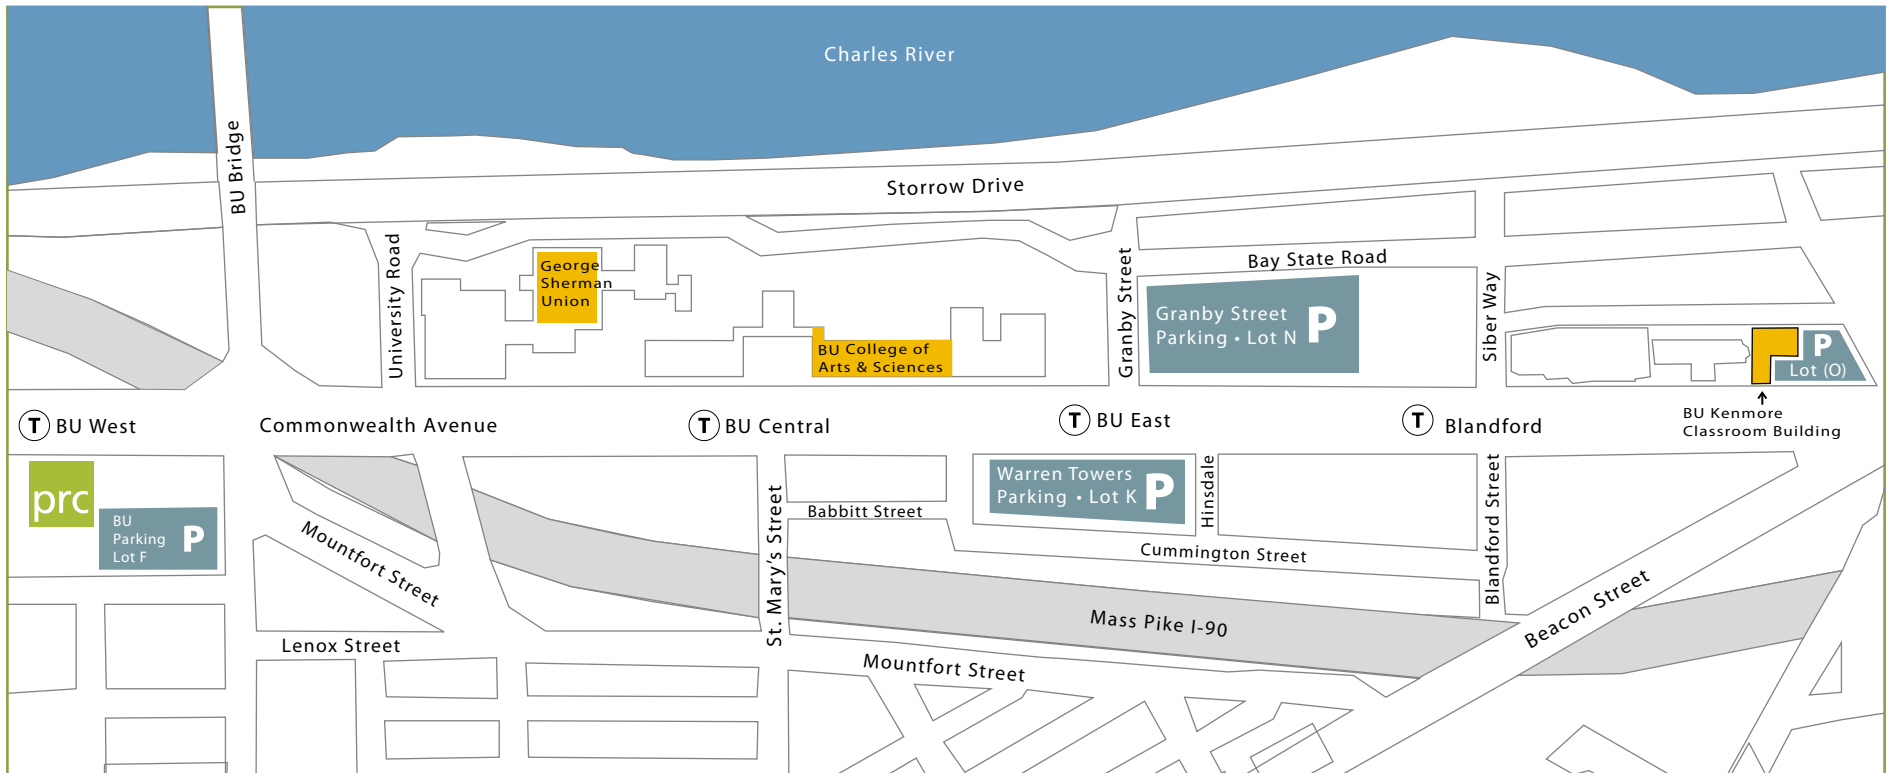 Charles River
BU Bridge
Storrow Drive
University Road
George
Sherman
Union
BU College of
Arts & Sciences
Granby Street
Bay State Road
Granby Street
Parking • Lot N
P
Siber Way
P
Lot (O)
BU Kenmore
Classroom Building
T BU West
Commonwealth Avenue
T BU Central
T BU East
T Blandford
prc
BU
Parking
Lot F
P
Mountfort Street
Lenox Street
St. Mary's Street
Babbitt Street
Warren Towers
Parking • Lot K
P
Hinsdale
Cummington Street
Blandford Street
Beacon Street
Mass Pike I-90
Mountfort Street